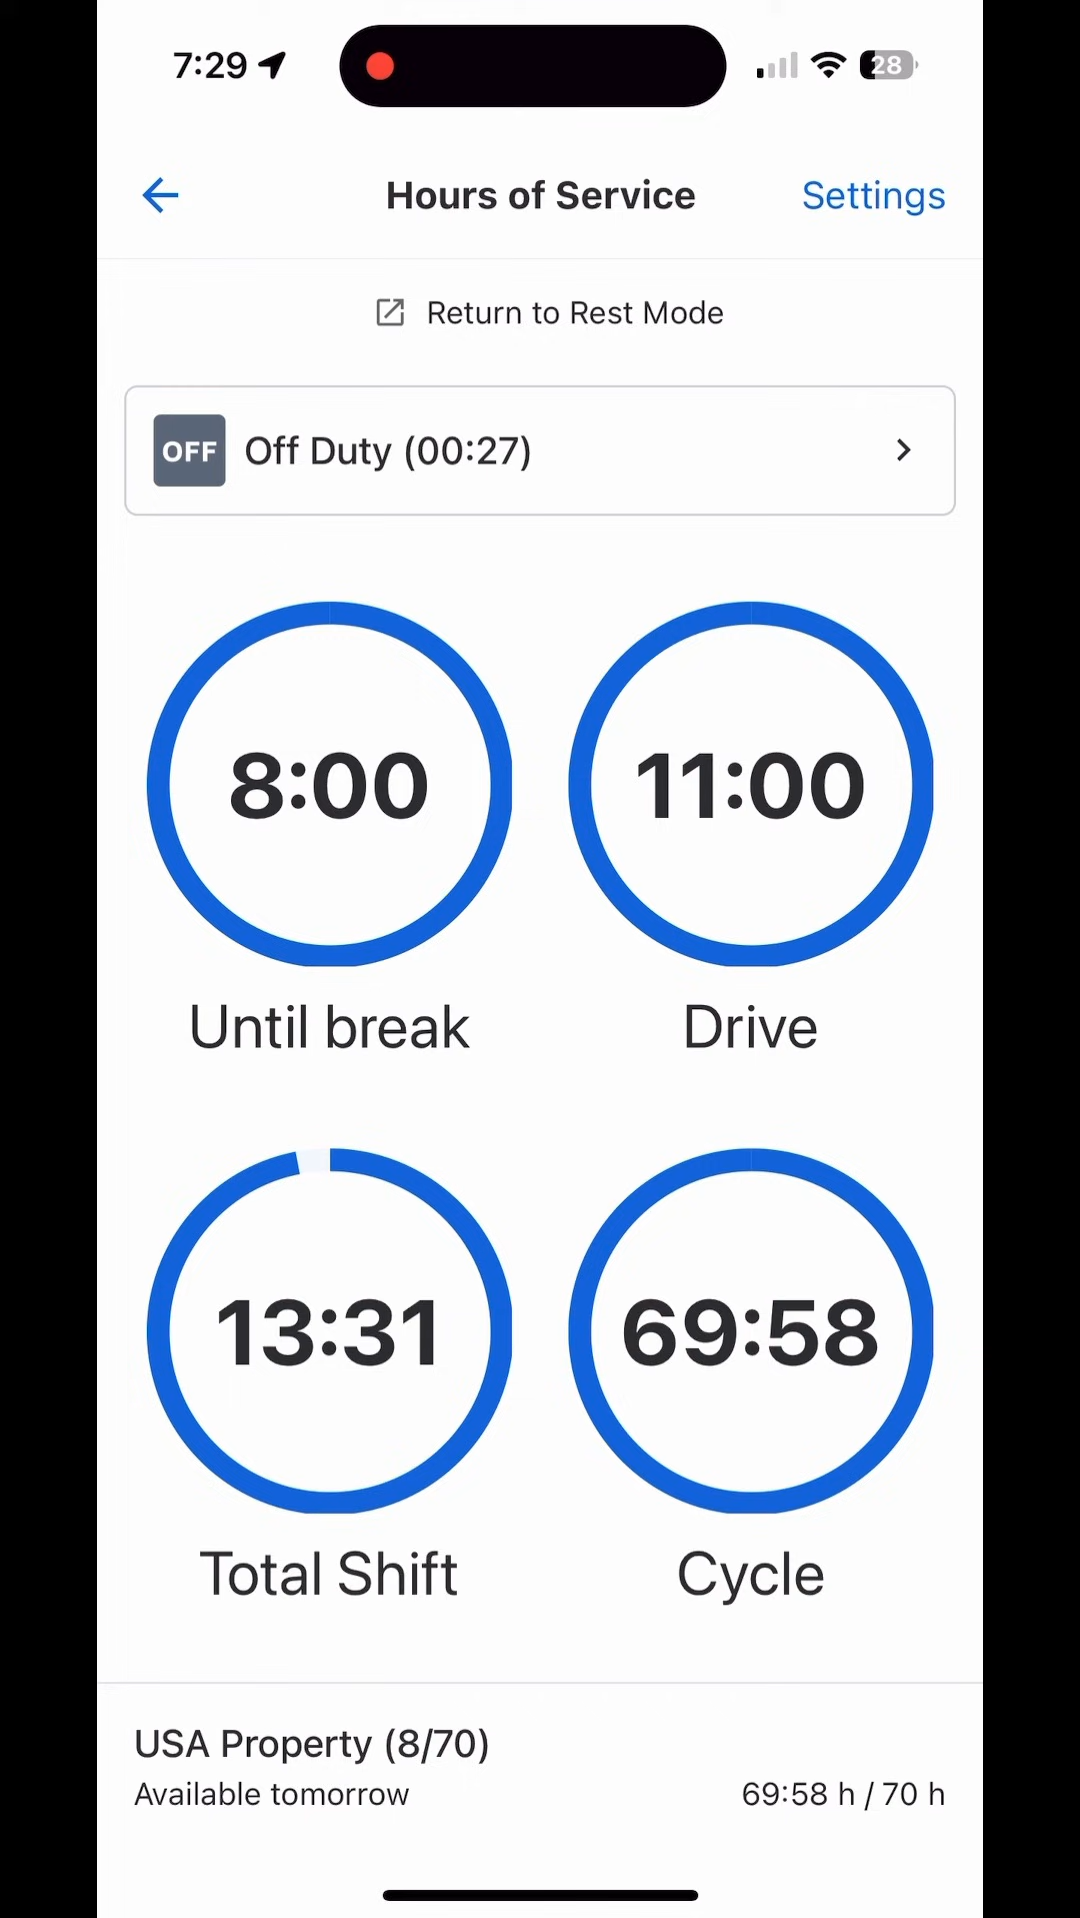 7:29
28
Hours of Service
Settings
Return to Rest Mode
OFF Off Duty (00:27)
8:00
11:00
Until break
Drive
13:31
69:58
Total Shift
Cycle
USA Property (8/70)
Available tomorrow
69:58 h / 70 h